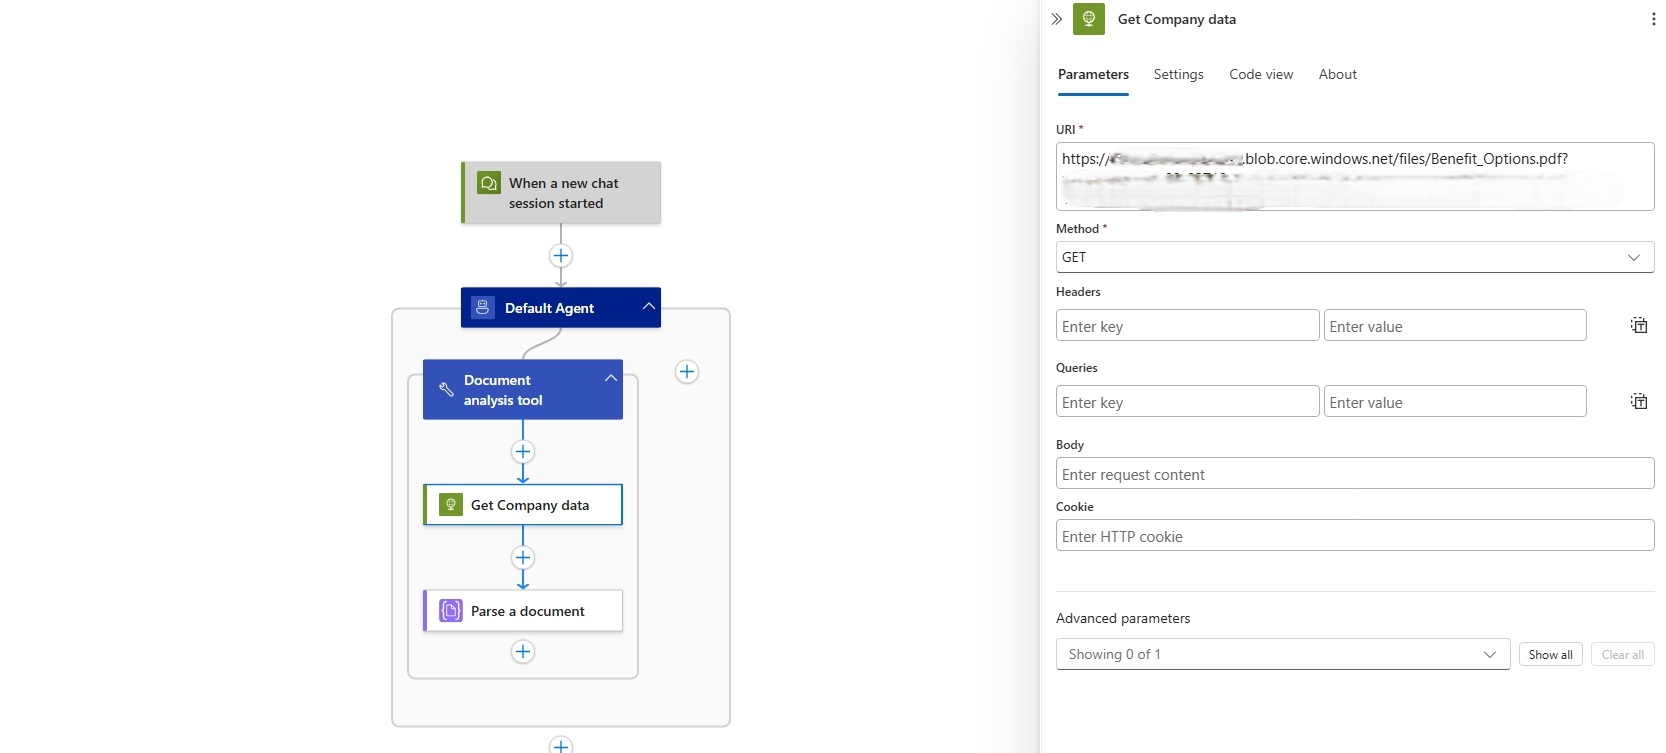 When a new chat
session started
Default Agent
Document
analysis tool
Get Company data
Parse a document
Get Company data
Parameters
Settings
Code view
About
URI *
https://
.blob.core.windows.net/files/Benefit_Options.pdf?
Method *
GET
Headers
Enter key
Enter value
Queries
Enter key
Enter value
Body
Enter request content
Cookie
Enter HTTP cookie
Advanced parameters
Showing 0 of 1
Show all
Clear all